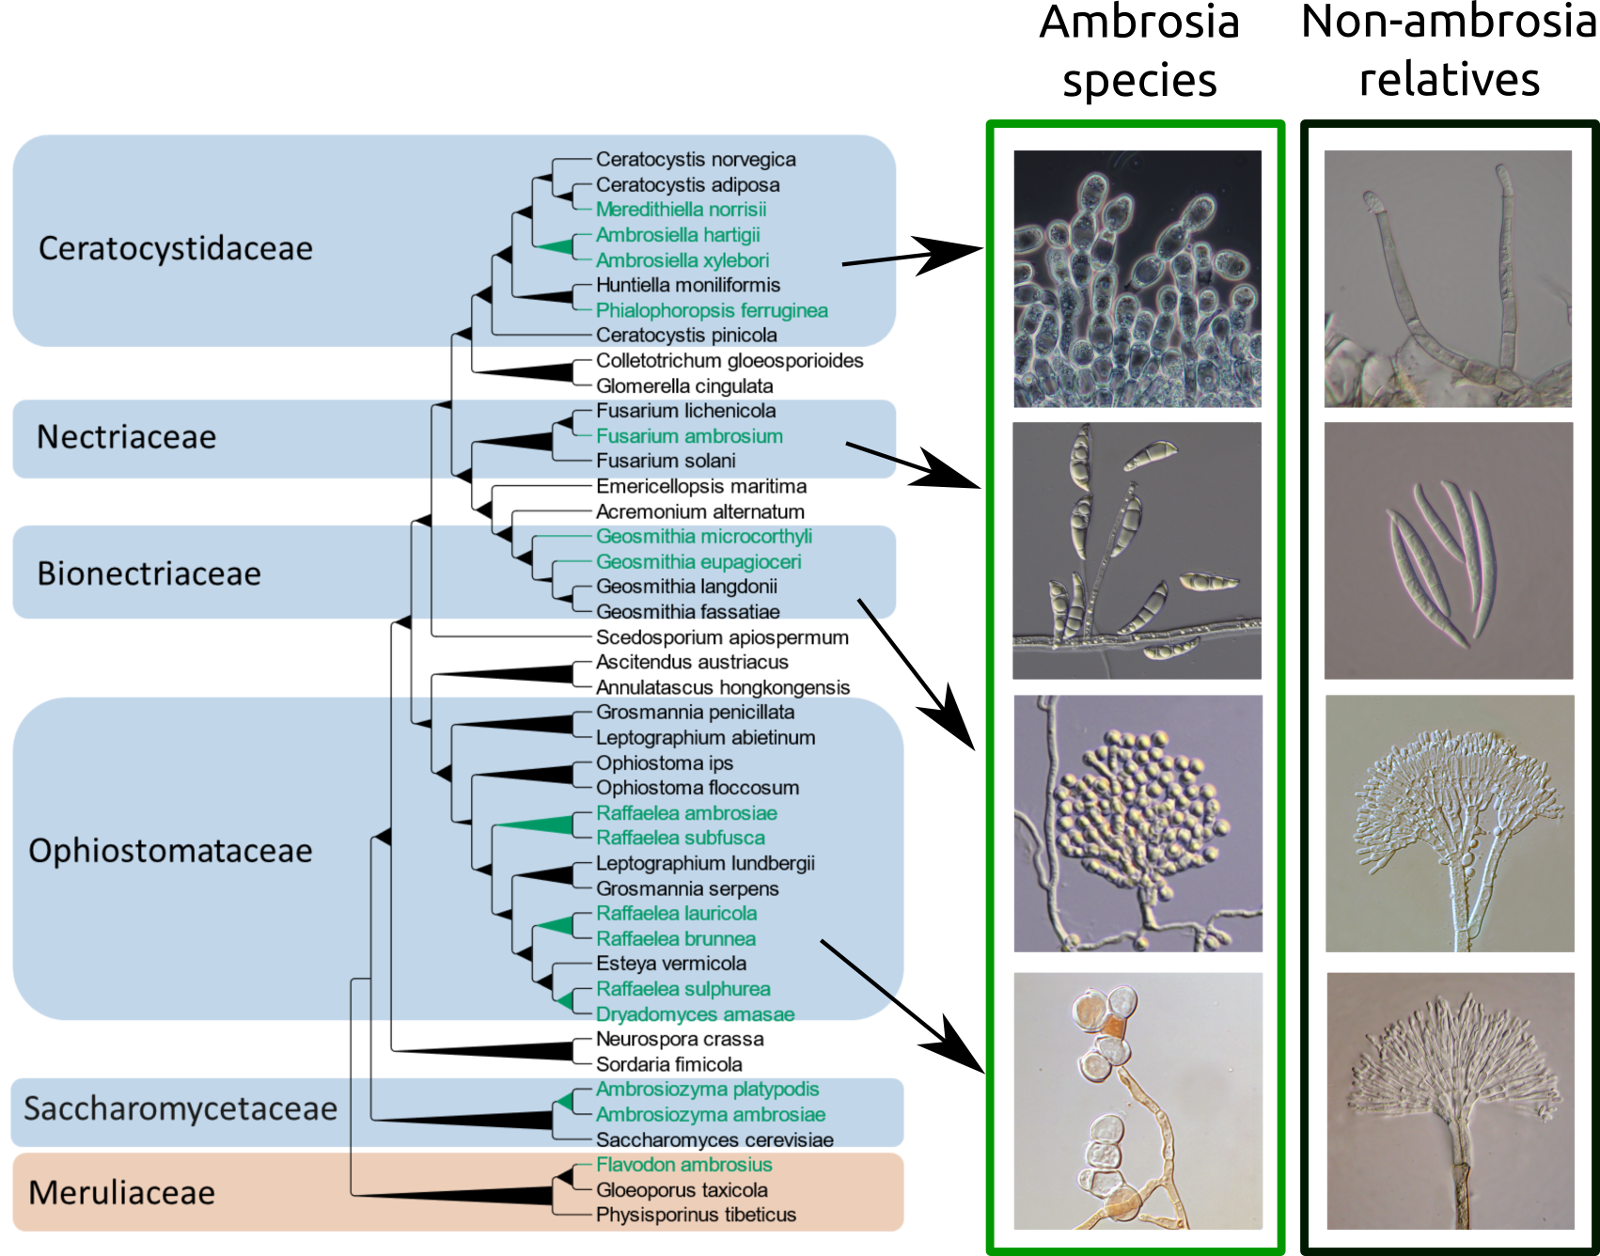 Ambrosia
species
Non-ambrosia
relatives
Ceratocystidaceae
Ceratocystis norvegica
Ceratocystis adiposa
Meredithiella norrisii
Ambrosiella hartigii
Ambrosiella xylebori
Huntiella moniliformis
Phialophoropsis ferruginea
Ceratocystis pinicola
Colletotrichum gloeosporioides
Glomerella cingulata
Nectriaceae
Fusarium lichenicola
Fusarium ambrosium
Fusarium solani
Emericellopsis maritima
Acremonium alternatum
Bionectriaceae
Geosmithia microcorthyli
Geosmithia eupagioceri
Geosmithia langdonii
Geosmithia fassatiae
Scedosporium apiospermum
Ascitendus austriacus
Annulatascus hongkongensis
Ophiostomataceae
Grosmannia penicillata
Leptographium abietinum
Ophiostoma ips
Ophiostoma floccosum
Raffaelea ambrosiae
Raffaelea subfusca
Leptographium lundbergii
Grosmannia serpens
Raffaelea lauricola
Raffaelea brunnea
Esteya vermicola
Raffaelea sulphurea
Dryadomyces amasae
Neurospora crassa
Sordaria fimicola
Saccharomycetaceae
Ambrosiozyma platypodis
Ambrosiozyma ambrosiae
Saccharomyces cerevisiae
Meruliaceae
Flavodon ambrosius
Gloeoporus taxicola
Physisporinus tibeticus